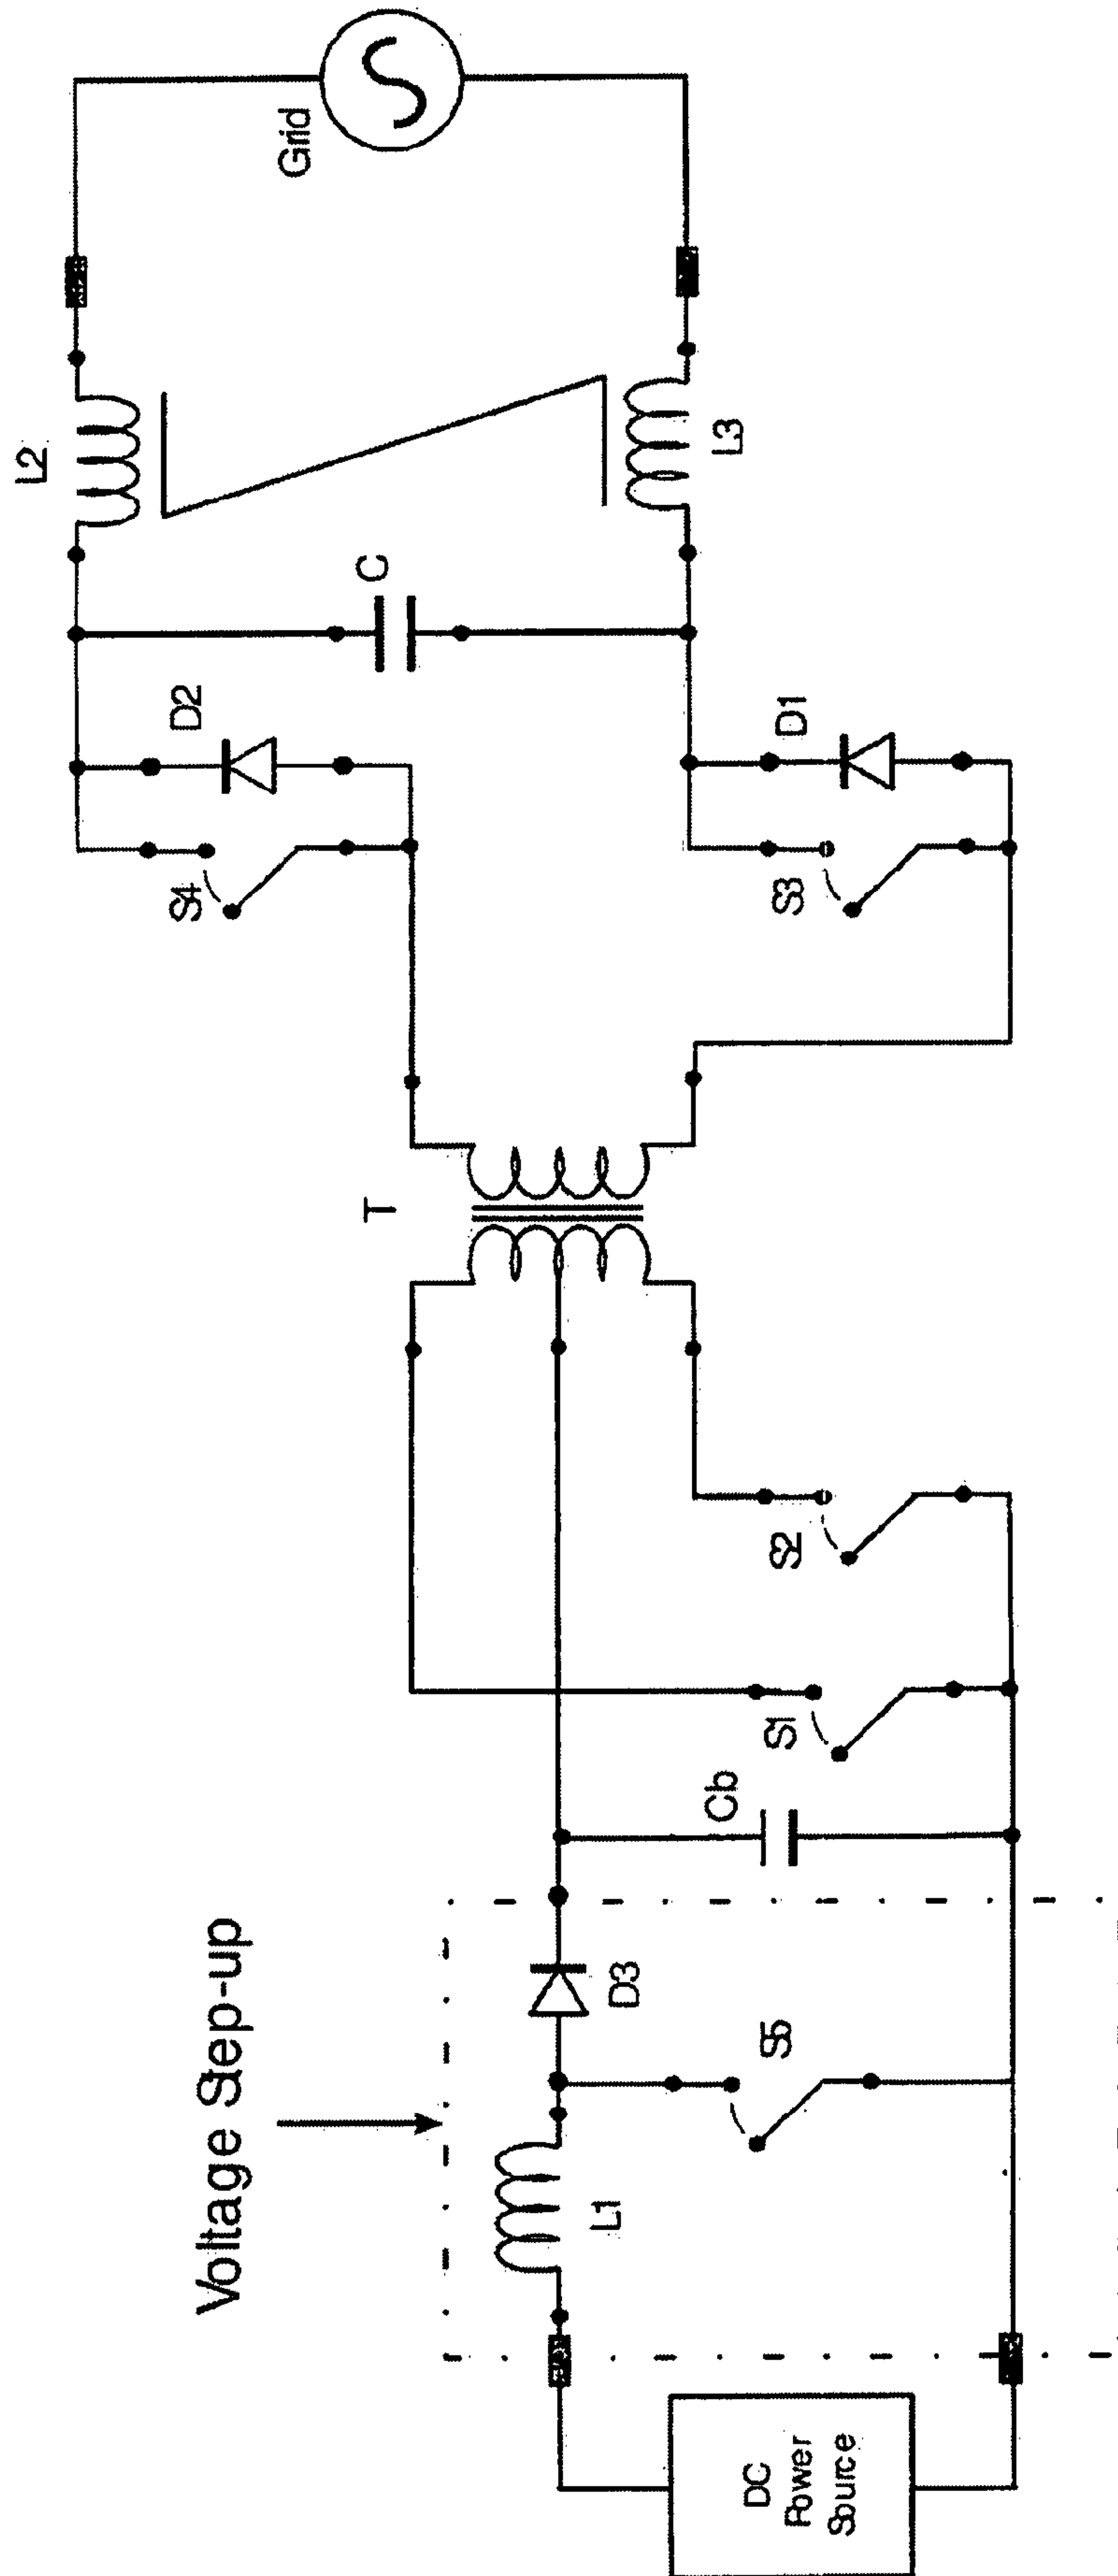 Voltage Step-up
DC
Power
Source
L1
D3
S5
Cb
S1
S2
T
S4
D2
S3
D1
C
L2
L3
Grid